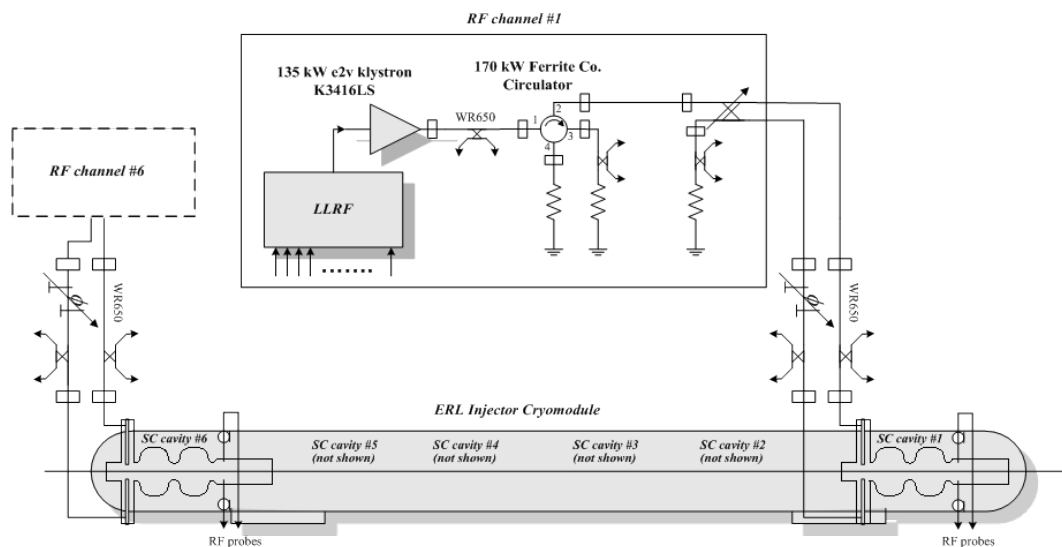 RF channel #1
135 kW e2v klystron
K3416LS
170 kW Ferrite Co.
Circulator
WR650
1
2
3
4
LLRF
RF channel #6
WR650
Φ
WR650
Φ
ERL Injector Cryomodule
SC cavity #6
SC cavity #5
(not shown)
SC cavity #4
(not shown)
SC cavity #3
(not shown)
SC cavity #2
(not shown)
SC cavity #1
RF probes
RF probes